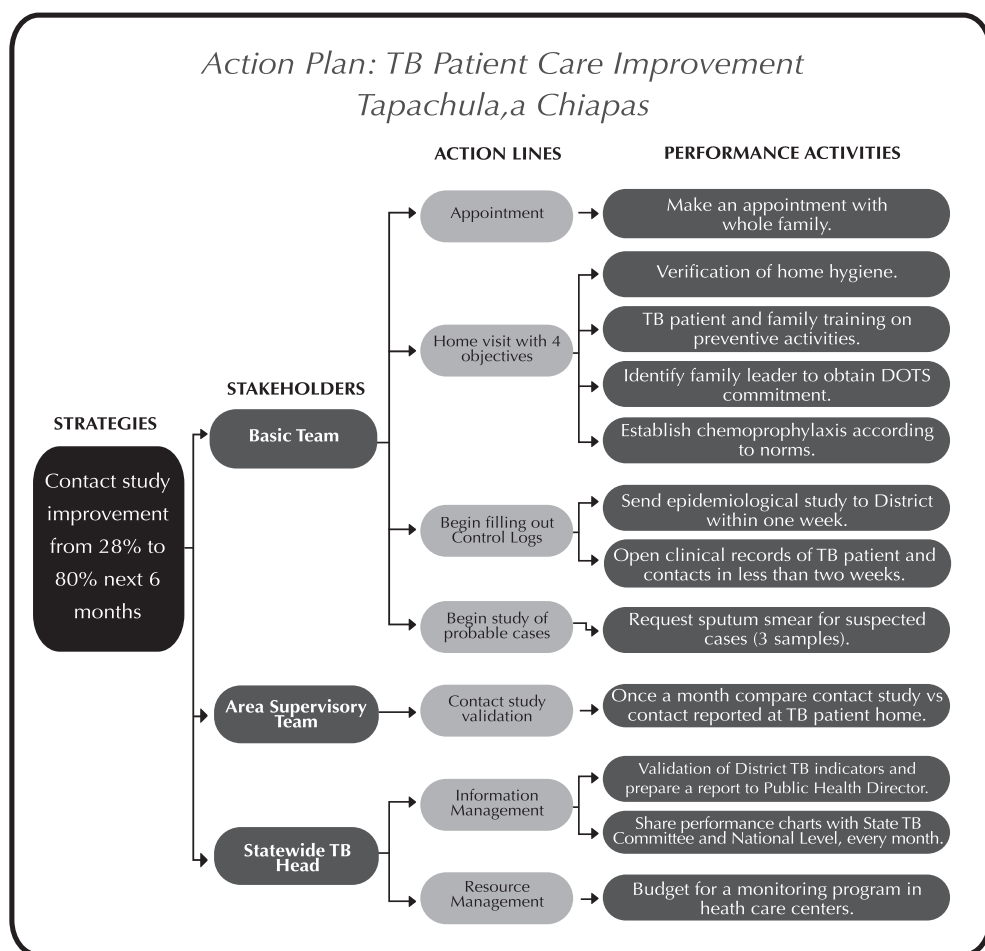 Action Plan: TB Patient Care Improvement
Tapachula,a Chiapas
ACTION LINES
PERFORMANCE ACTIVITIES
STAKEHOLDERS
STRATEGIES
Contact study
improvement
from 28% to
80% next 6
months
Basic Team
Appointment
Make an appointment with
whole family.
Home visit with 4
objectives
Verification of home hygiene.
TB patient and family training on
preventive activities.
Identify family leader to obtain DOTS
commitment.
Establish chemoprophylaxis according
to norms.
Begin filling out
Control Logs
Send epidemiological study to District
within one week.
Open clinical records of TB patient and
contacts in less than two weeks.
Begin study of
probable cases
Request sputum smear for suspected
cases (3 samples).
Area Supervisory
Team
Contact study
validation
Once a month compare contact study vs
contact reported at TB patient home.
Statewide TB
Head
Information
Management
Validation of District TB indicators and
prepare a report to Public Health Director.
Share performance charts with State TB
Committee and National Level, every month.
Resource
Management
Budget for a monitoring program in
heath care centers.